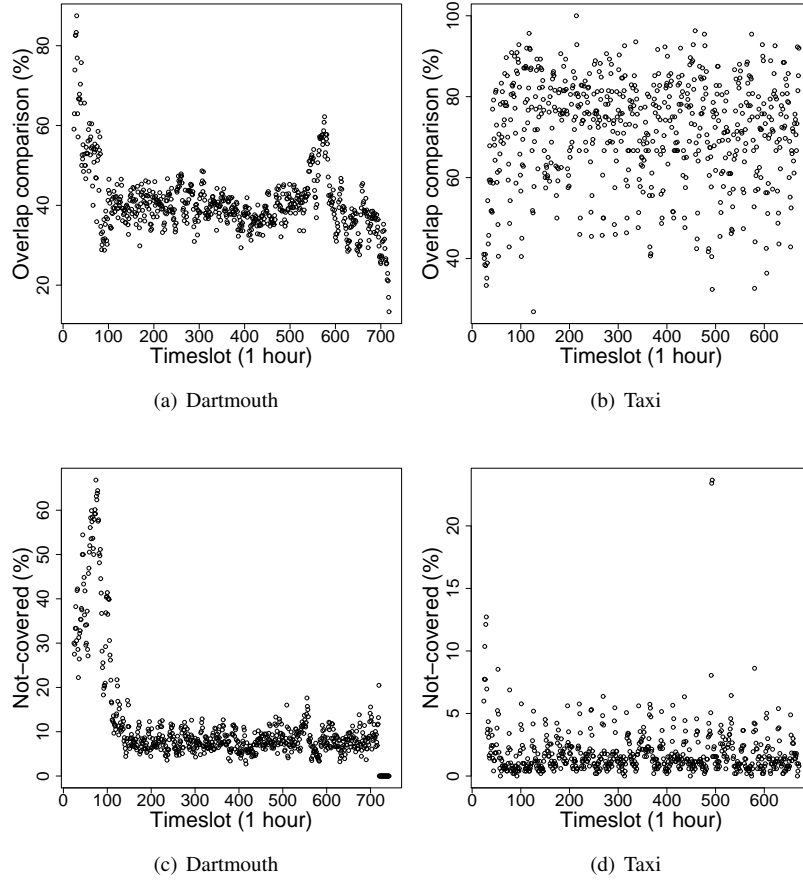 Overlap comparison (%)
20 40 60 80
0 100 200 300 400 500 600 700
Timeslot (1 hour)
(a) Dartmouth
Overlap comparison (%)
40 60 80 100
0 100 200 300 400 500 600
Timeslot (1 hour)
(b) Taxi
Not−covered (%)
0 10 20 30 40 50 60
0 100 200 300 400 500 600 700
Timeslot (1 hour)
(c) Dartmouth
Not−covered (%)
0 5 10 15 20
0 100 200 300 400 500 600
Timeslot (1 hour)
(d) Taxi